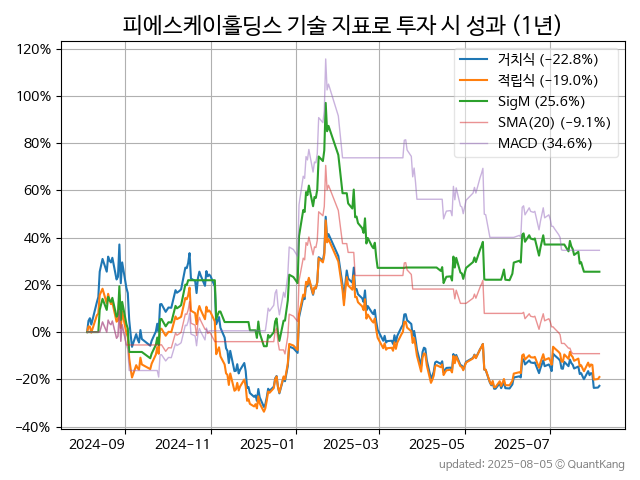 피에스케이홀딩스 기술 지표로 투자 시 성과 (1년)
120%
100%
80%
60%
40%
20%
0%
−20%
−40%
거치식 (−22.8%)
적립식 (−19.0%)
SigM (25.6%)
SMA(20) (−9.1%)
MACD (34.6%)
2024-09
2024-11
2025-01
2025-03
2025-05
2025-07
updated: 2025-08-05 © QuantKang